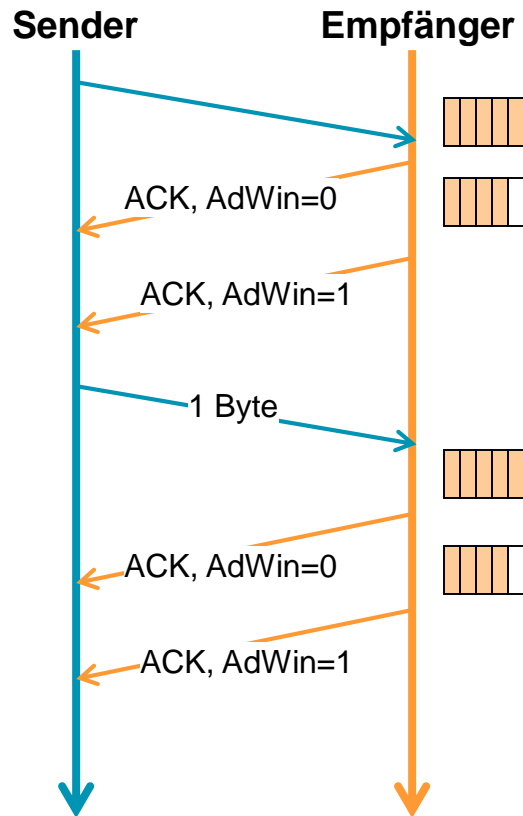 Sender Empfänger
ACK, AdWin=0
ACK, AdWin=1
1 Byte
ACK, AdWin=0
ACK, AdWin=1